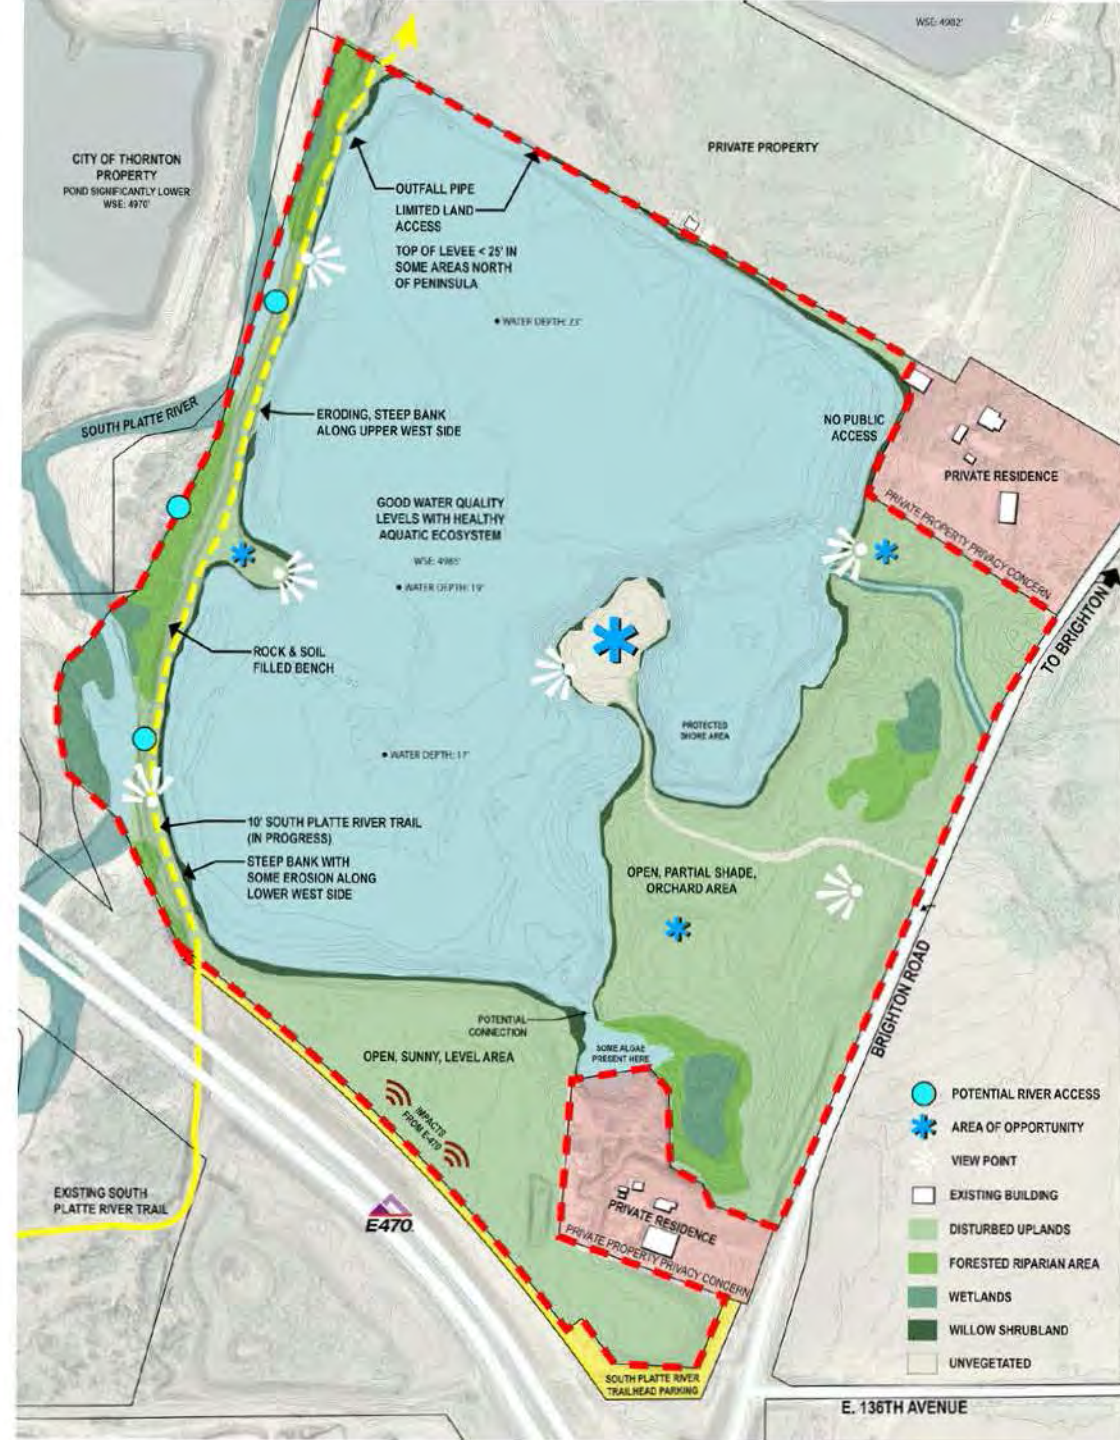 WSE: 4982'
CITY OF THORNTON
PROPERTY
POND SIGNIFICANTLY LOWER
WSE: 4970'
PRIVATE PROPERTY
OUTFALL PIPE
LIMITED LAND
ACCESS
TOP OF LEVEE < 25' IN
SOME AREAS NORTH
OF PENINSULA
WATER DEPTH: 23'
SOUTH PLATTE RIVER
ERODING, STEEP BANK
ALONG UPPER WEST SIDE
NO PUBLIC
ACCESS
PRIVATE RESIDENCE
PRIVATE PROPERTY PRIVACY CONCERN
GOOD WATER QUALITY
LEVELS WITH HEALTHY
AQUATIC ECOSYSTEM
WSE: 4985'
WATER DEPTH: 19'
TO BRIGHTON
ROCK & SOIL
FILLED BENCH
PROTECTED
SHORE AREA
WATER DEPTH: 17'
10' SOUTH PLATTE RIVER TRAIL
(IN PROGRESS)
STEEP BANK WITH
SOME EROSION ALONG
LOWER WEST SIDE
OPEN, PARTIAL SHADE,
ORCHARD AREA
BRIGHTON ROAD
POTENTIAL
CONNECTION
SOME ALGAE
PRESENT HERE
OPEN, SUNNY, LEVEL AREA
IMPACTS
FROM E-470
EXISTING SOUTH
PLATTE RIVER TRAIL
E470
PRIVATE RESIDENCE
PRIVATE PROPERTY PRIVACY CONCERN
POTENTIAL RIVER ACCESS
AREA OF OPPORTUNITY
VIEW POINT
EXISTING BUILDING
DISTURBED UPLANDS
FORESTED RIPARIAN AREA
WETLANDS
WILLOW SHRUBLAND
UNVEGETATED
SOUTH PLATTE RIVER
TRAILHEAD PARKING
E. 136TH AVENUE